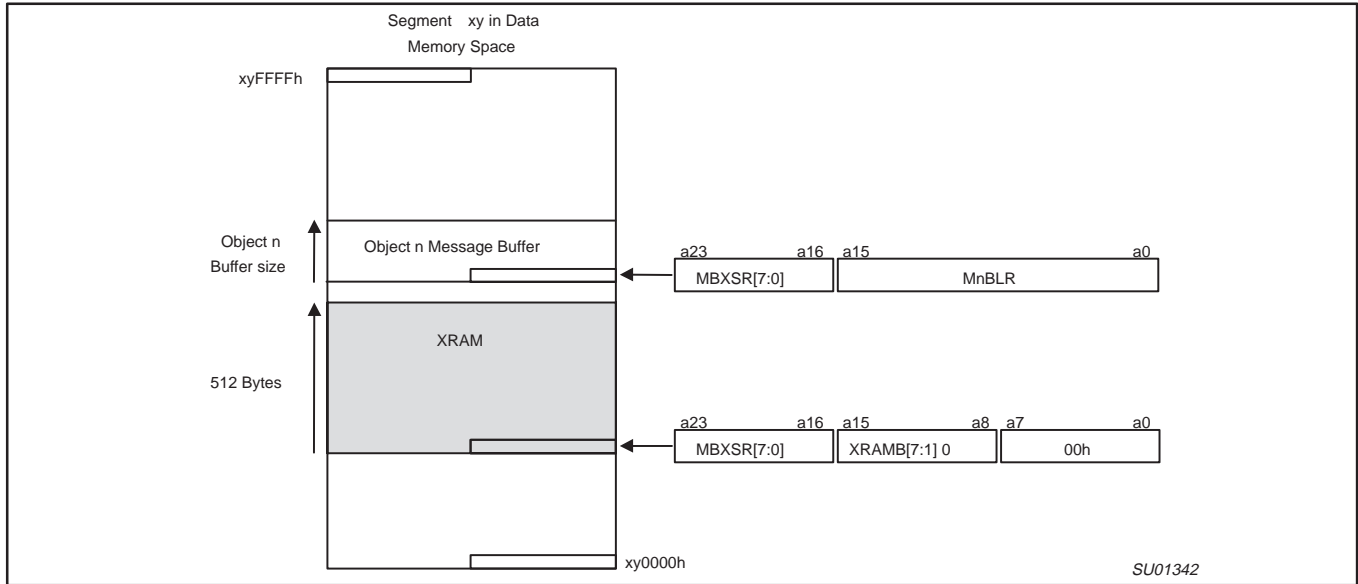 Segment xy in Data
Memory Space
xyFFFFh
Object n
Buffer size
Object n Message Buffer
a23 a16 a15 a0
MBXSR[7:0] MnBLR
XRAM
512 Bytes
a23 a16 a15 a8 a7 a0
MBXSR[7:0] XRAMB[7:1] 0 00h
xy0000h
SU01342